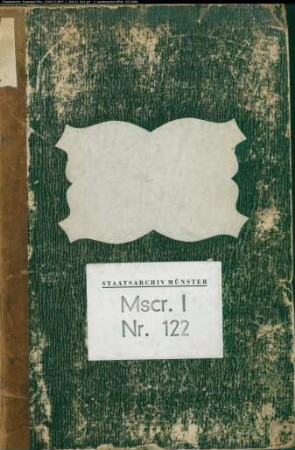 STAATSARCHIV MÜNSTER
Mscr. I
Nr. 122